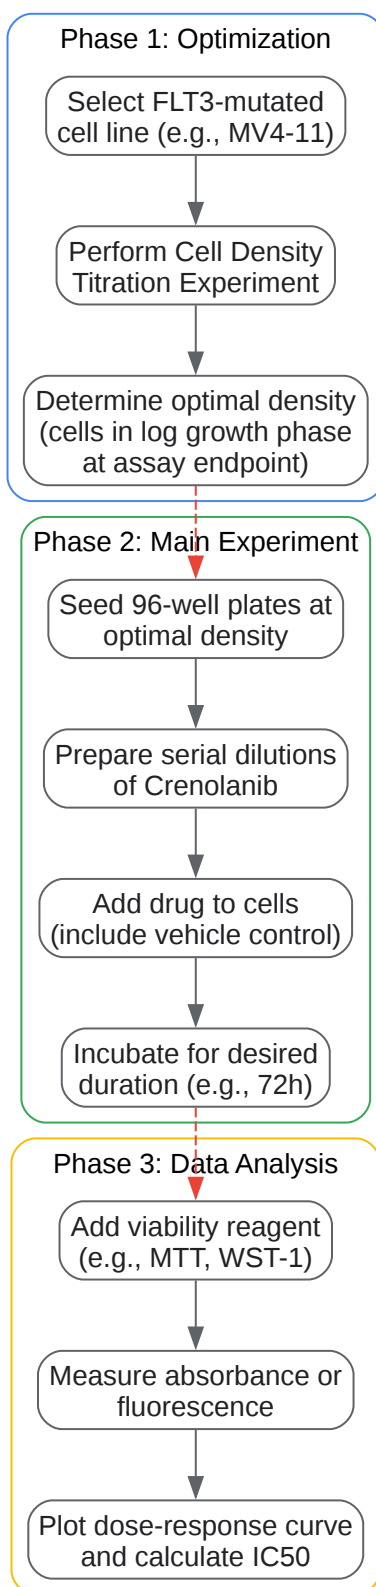 Phase 1: Optimization
Select FLT3-mutated
cell line (e.g., MV4-11)
Perform Cell Density
Titration Experiment
Determine optimal density
(cells in log growth phase
at assay endpoint)
Phase 2: Main Experiment
Seed 96-well plates at
optimal density
Prepare serial dilutions
of Crenolanib
Add drug to cells
(include vehicle control)
Incubate for desired
duration (e.g., 72h)
Phase 3: Data Analysis
Add viability reagent
(e.g., MTT, WST-1)
Measure absorbance or
fluorescence
Plot dose-response curve
and calculate IC50